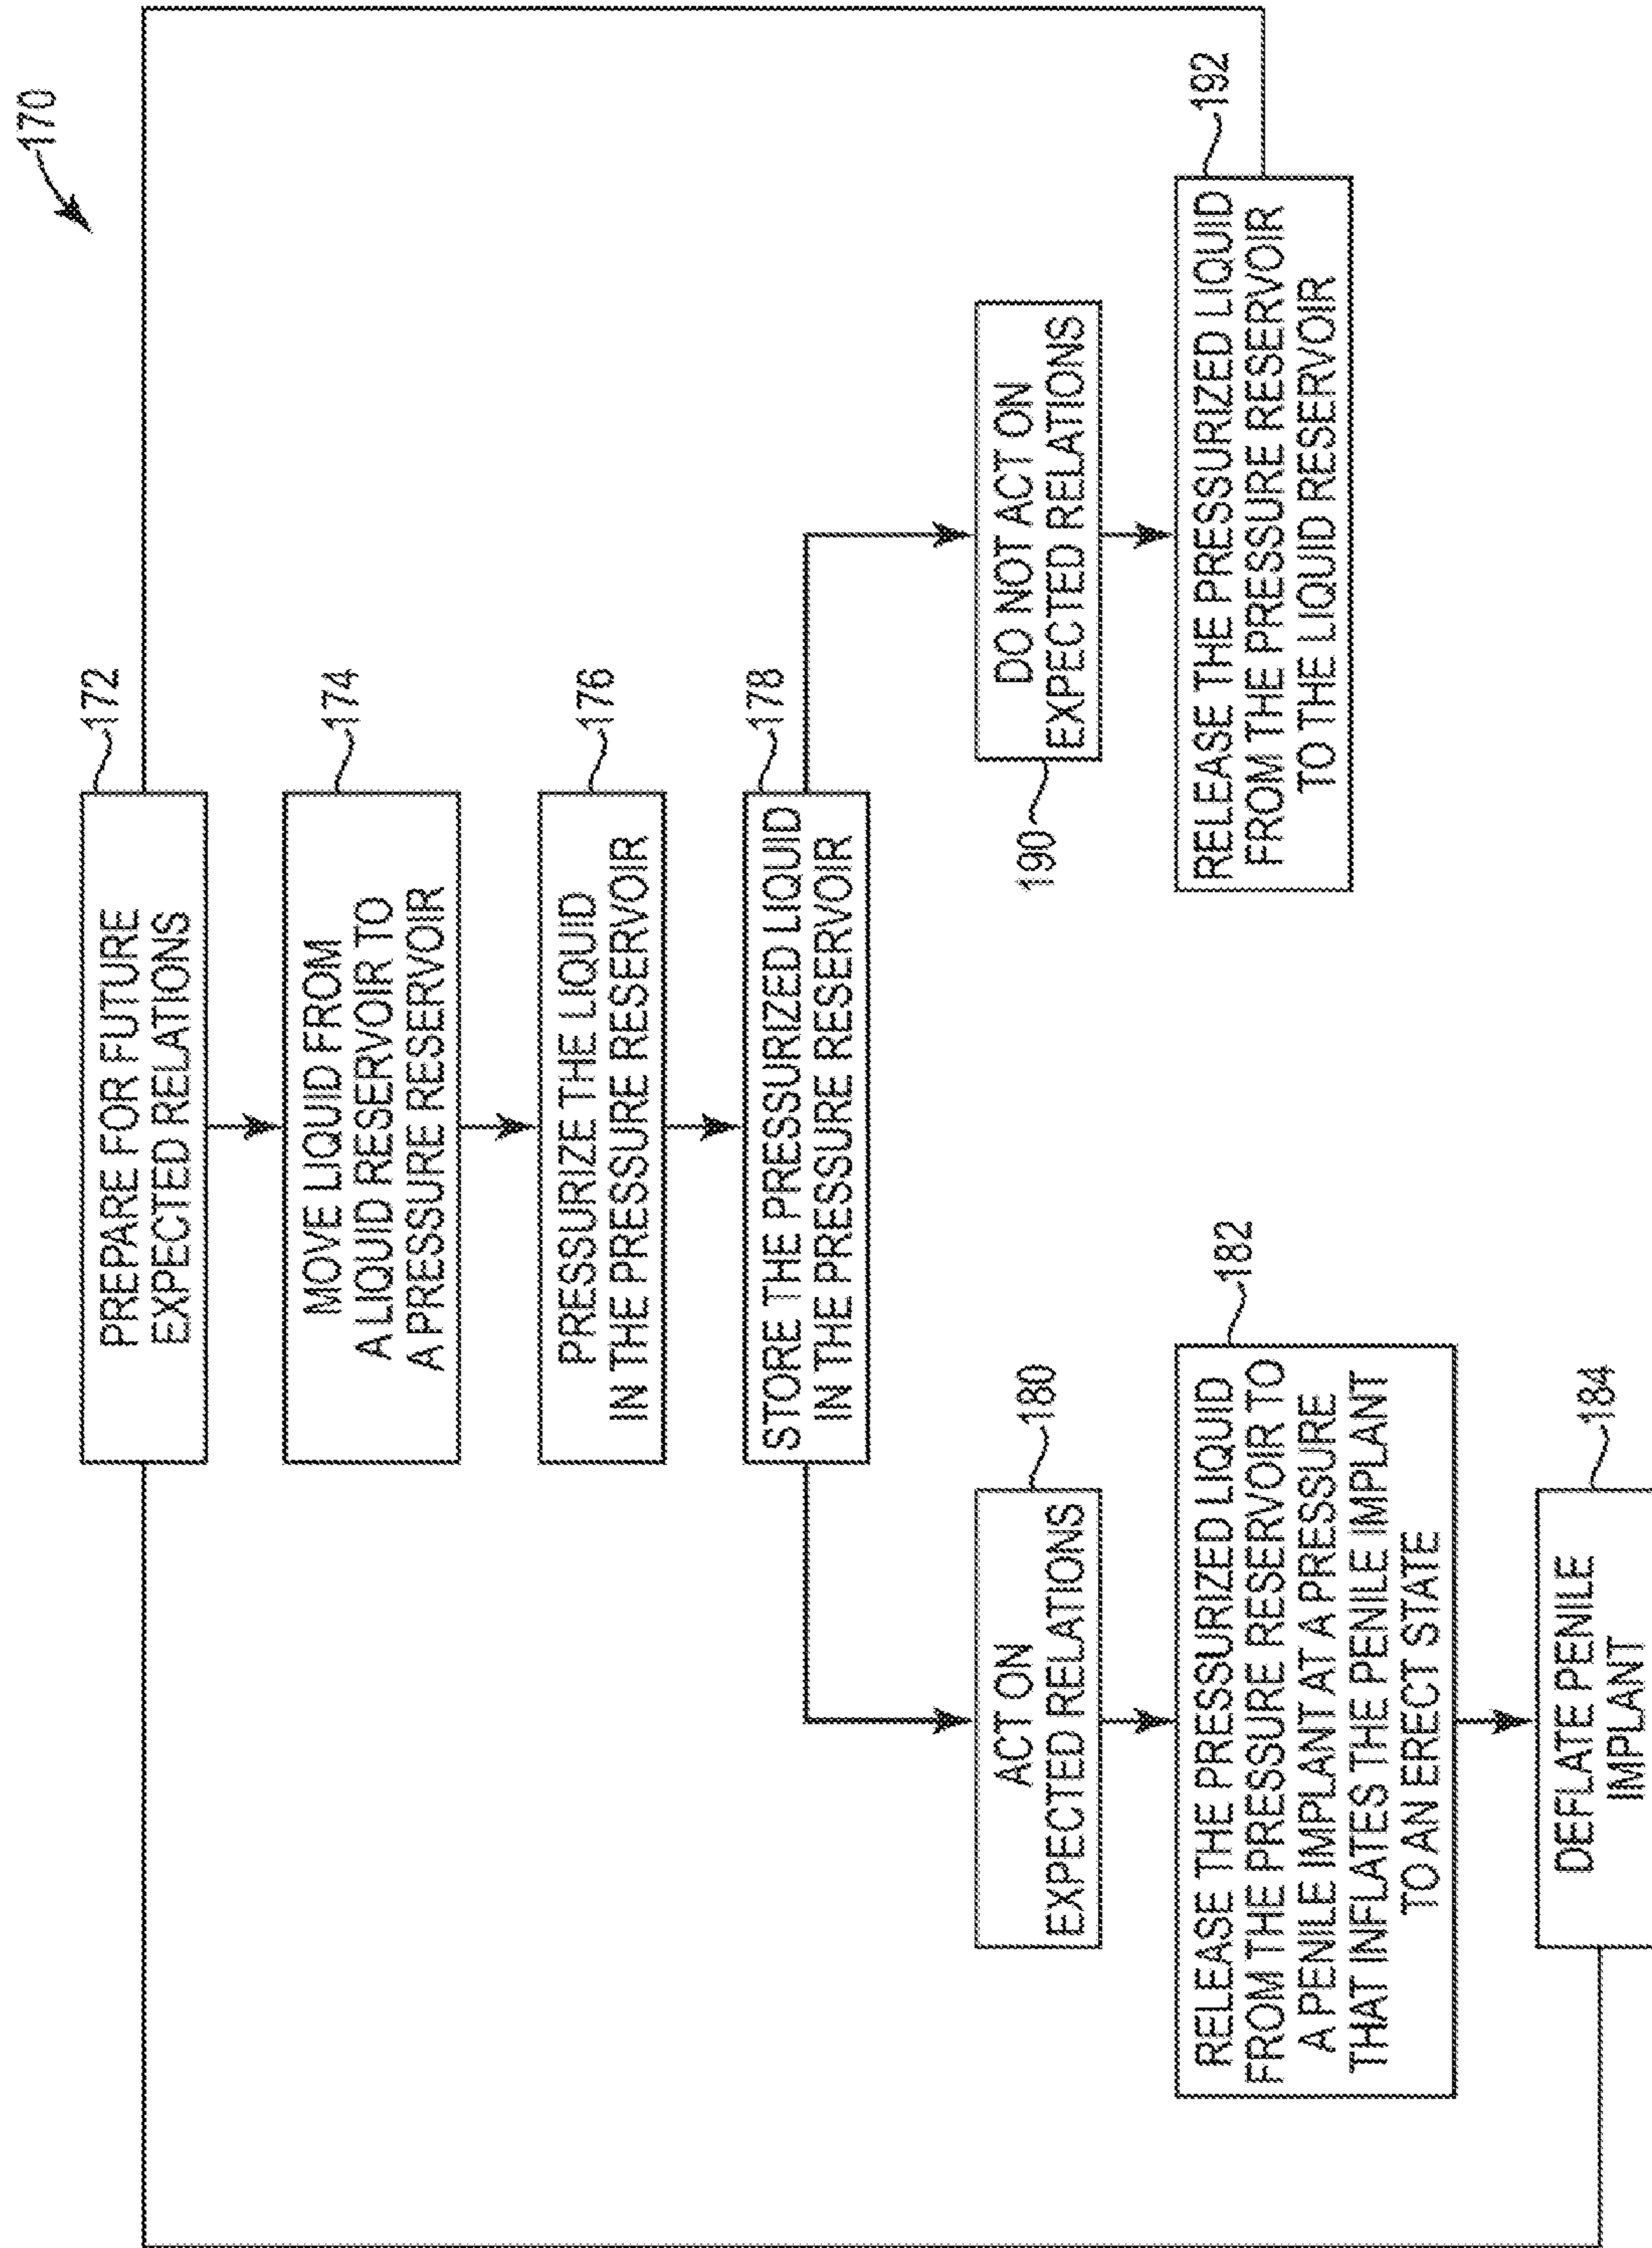 170
172
PREPARE FOR FUTURE
EXPECTED RELATIONS
174
MOVE LIQUID FROM
A LIQUID RESERVOIR TO
A PRESSURE RESERVOIR
176
PRESSURIZE THE LIQUID
IN THE PRESSURE RESERVOIR
178
STORE THE PRESSURIZED LIQUID
IN THE PRESSURE RESERVOIR
180
ACT ON
EXPECTED RELATIONS
182
RELEASE THE PRESSURIZED LIQUID
FROM THE PRESSURE RESERVOIR TO
A PENILE IMPLANT AT A PRESSURE
THAT INFLATES THE PENILE IMPLANT
TO AN ERECT STATE
184
DEFLATE PENILE
IMPLANT
190
DO NOT ACT ON
EXPECTED RELATIONS
192
RELEASE THE PRESSURIZED LIQUID
FROM THE PRESSURE RESERVOIR
TO THE LIQUID RESERVOIR